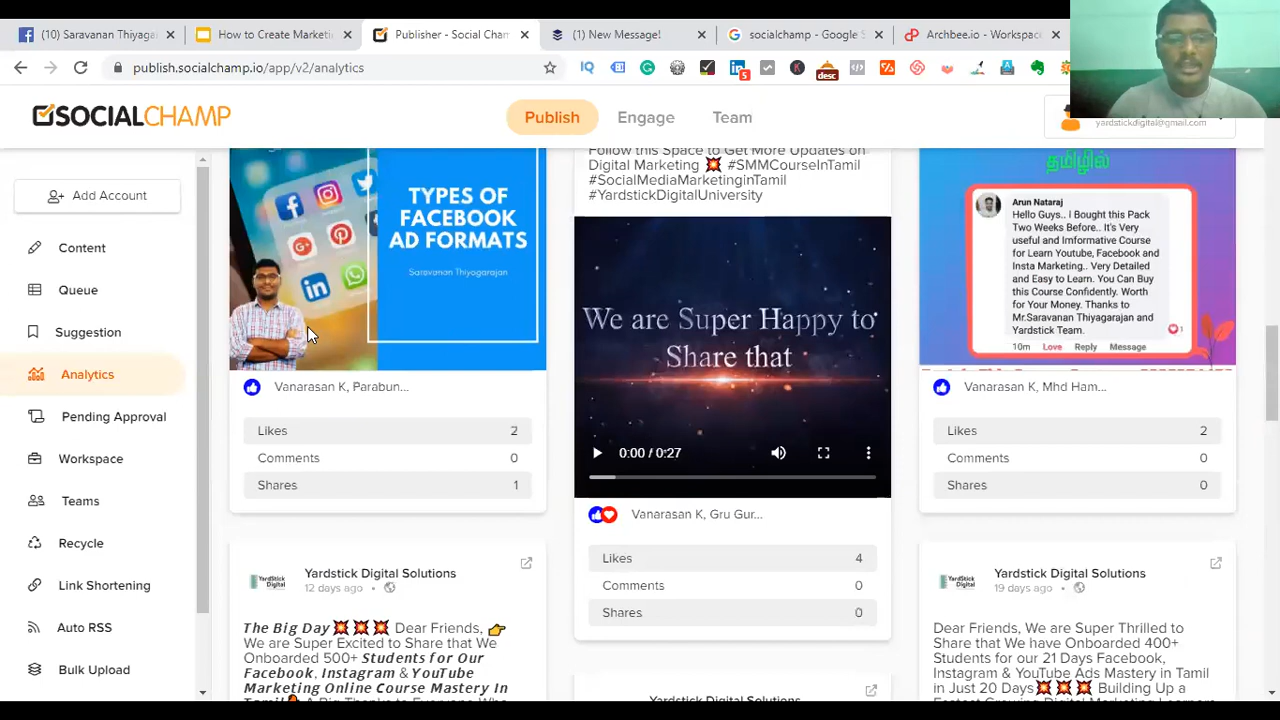 (10) Saravanan Thiyaga
How to Create Marketi
Publisher - Social Cham
(1) New Message!
socialchamp - Google S
Archbee.io - Workspac
publish.socialchamp.io/app/v2/analytics
5
desc
SOCIALCHAMP
Publish
Engage
Team
yardstickdigital@gmail.com
Add Account
Content
Queue
Suggestion
Analytics
Pending Approval
Workspace
Teams
Recycle
Link Shortening
Auto RSS
Bulk Upload
TYPES OF
FACEBOOK
AD FORMATS
Saravanan Thiyagarajan
Vanarasan K, Parabun...
Likes 2
Comments 0
Shares 1
Yardstick Digital Solutions
12 days ago
The Big Day 💥💥💥 Dear Friends, 👉
We are Super Excited to Share that We
Onboarded 500+ Students for Our
Facebook, Instagram & YouTube
Marketing Online Course Mastery In
Follow this Space to Get More Updates on
Digital Marketing 💥 #SMMCourseInTamil
#SocialMediaMarketinginTamil
#YardstickDigitalUniversity
We are Super Happy to
Share that
0:00 / 0:27
Vanarasan K, Gru Gur...
Likes 4
Comments 0
Shares 0
Yardstick Digital Solutions
தமிழில்
Arun Nataraj
Hello Guys.. I Bought this Pack
Two Weeks Before.. It's Very
useful and Imformative Course
for Learn Youtube, Facebook and
Insta Marketing.. Very Detailed
and Easy to Learn. You Can Buy
this Course Confidently. Worth
for Your Money. Thanks to
Mr.Saravanan Thiyagarajan and
Yardstick Team.
1
10m Love Reply Message
Vanarasan K, Mhd Ham...
Likes 2
Comments 0
Shares 0
Yardstick Digital Solutions
19 days ago
Dear Friends, We are Super Thrilled to
Share that We have Onboarded 400+
Students for our 21 Days Facebook,
Instagram & YouTube Ads Mastery in Tamil
in Just 20 Days💥💥💥 Building Up a